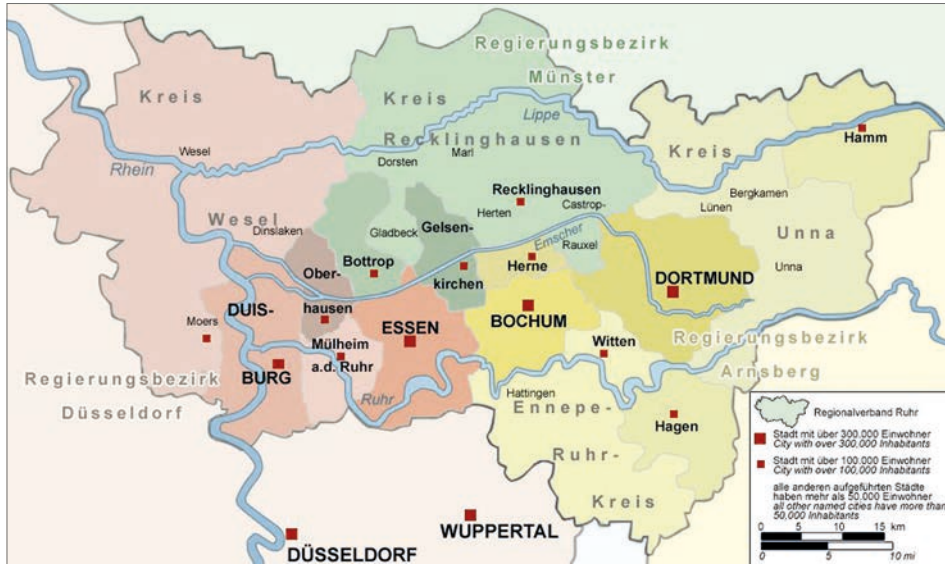 Regierungsbezirk
Münster
Kreis
Kreis
Lippe
Hamm
Recklinghausen
Wesel
Marl
Kreis
Dorsten
Rhein
Bergkamen
Recklinghausen
Castrop-
Lünen
Herten
Wesel
Gelsen-
Dinslaken
Gladbeck
Unna
Emscher
Rauxel
Bottrop
Herne
Unna
Ober-
kirchen
DORTMUND
hausen
DUIS-
BOCHUM
ESSEN
Moers
Regierungsbezirk
Arnsberg
Mülheim
a.d. Ruhr
Witten
BURG
Regierungsbezirk
Düsseldorf
Ruhr
Hattingen
Ennepe-
Hagen
Ruhr-
Kreis
WUPPERTAL
DÜSSELDORF
Regionalverband Ruhr
Stadt mit über 300.000 Einwohner
City with over 300,000 Inhabitants
Stadt mit über 100.000 Einwohner
City with over 100,000 Inhabitants
alle anderen aufgeführten Städte
haben mehr als 50.000 Einwohner
all other named cities have more than
50,000 Inhabitants
0 5 10 15 km
0 5 10 mi